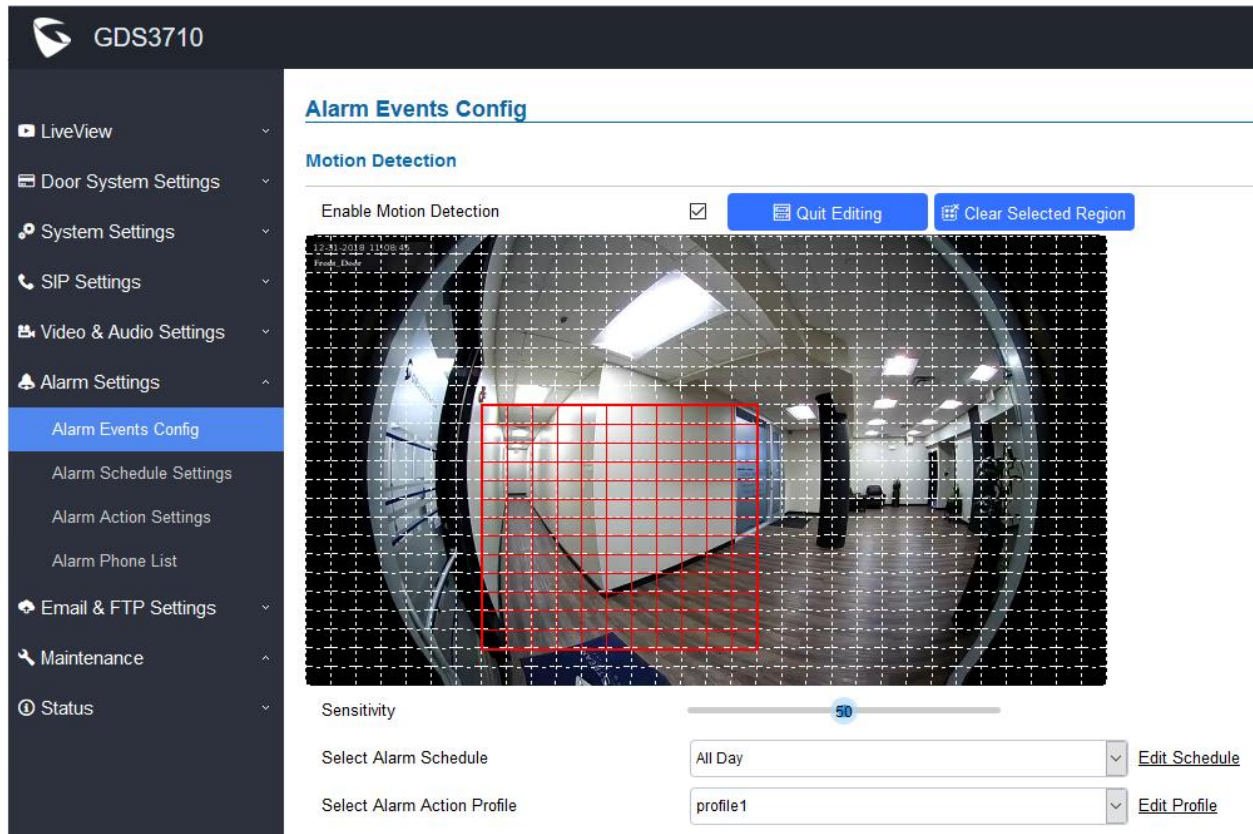 GDS3710
LiveView
Door System Settings
System Settings
SIP Settings
Video & Audio Settings
Alarm Settings
Alarm Events Config
Alarm Schedule Settings
Alarm Action Settings
Alarm Phone List
Email & FTP Settings
Maintenance
Status
Alarm Events Config
Motion Detection
Enable Motion Detection
Quit Editing
Clear Selected Region
12-31-2018 11:08:45
Front_Door
Sensitivity
50
Select Alarm Schedule
All Day
Edit Schedule
Select Alarm Action Profile
profile1
Edit Profile